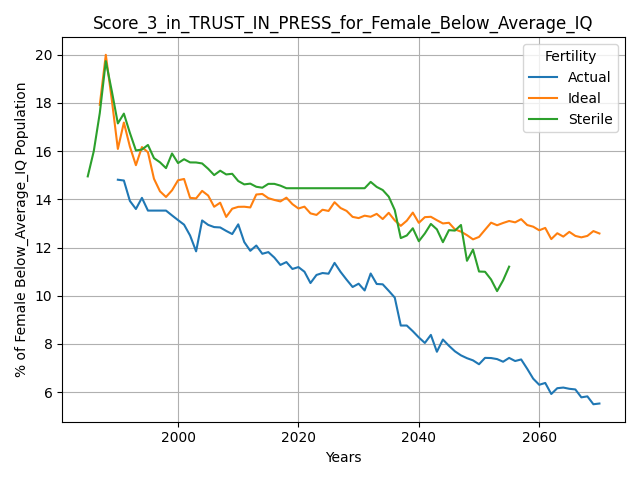 Score_3_in_TRUST_IN_PRESS_for_Female_Below_Average_IQ
% of Female Below_Average_IQ Population
20
18
16
14
12
10
8
6
Fertility
Actual
Ideal
Sterile
2000
2020
2040
2060
Years